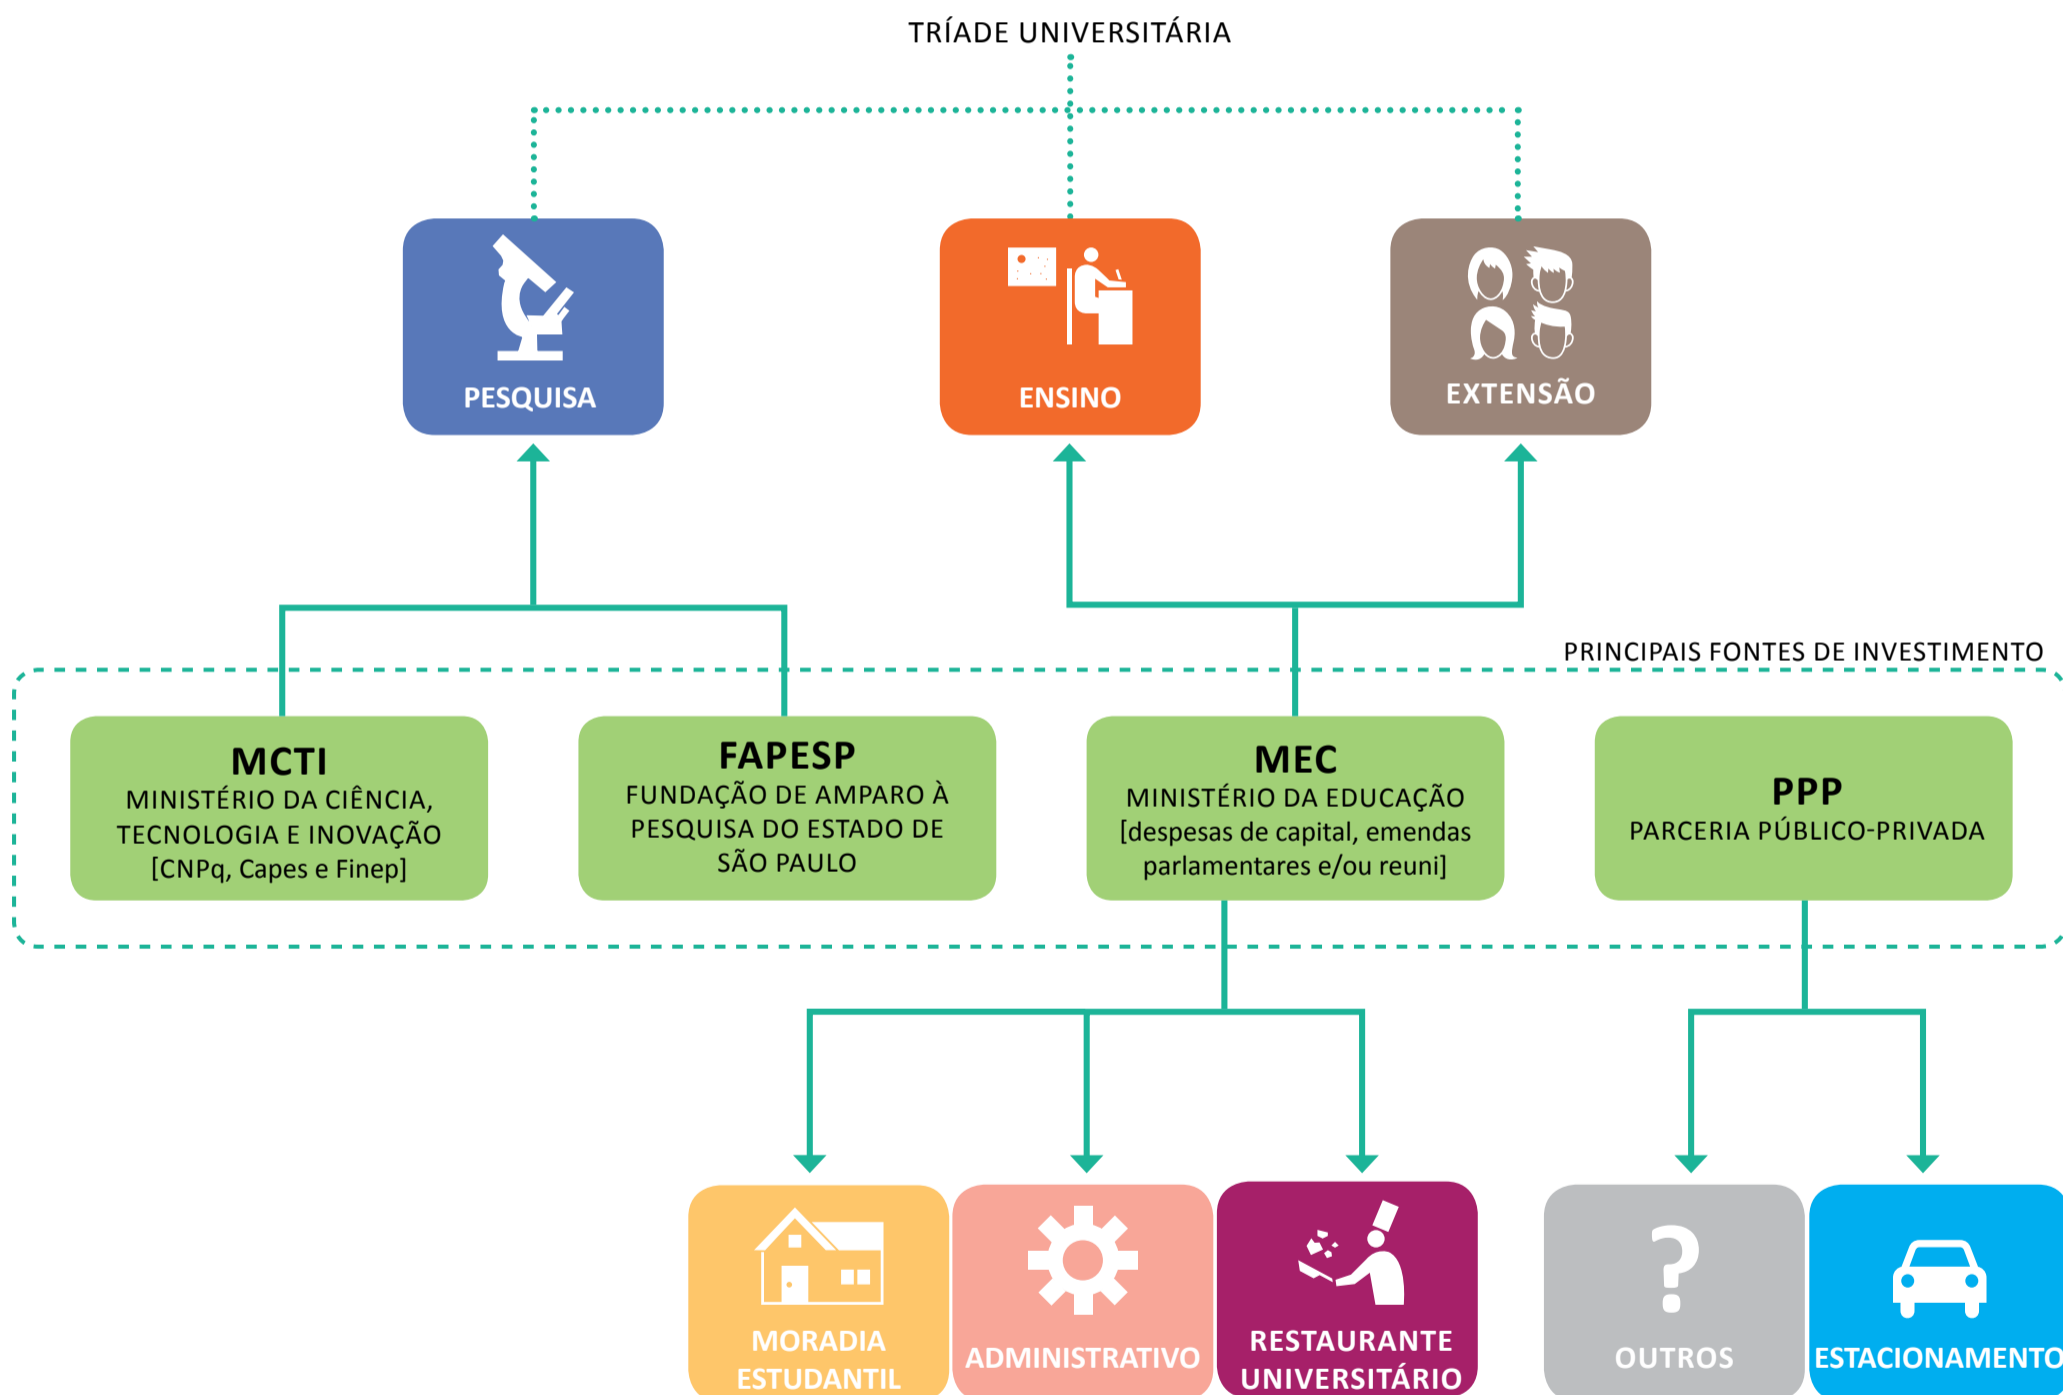 TRÍADE UNIVERSITÁRIA
PESQUISA
ENSINO
EXTENSÃO
PRINCIPAIS FONTES DE INVESTIMENTO
MCTI
MINISTÉRIO DA CIÊNCIA,
TECNOLOGIA E INOVAÇÃO
[CNPq, Capes e Finep]
FAPESP
FUNDAÇÃO DE AMPARO À
PESQUISA DO ESTADO DE
SÃO PAULO
MEC
MINISTÉRIO DA EDUCAÇÃO
[despesas de capital, emendas
parlamentares e/ou reuni]
PPP
PARCERIA PÚBLICO-PRIVADA
MORADIA
ESTUDANTIL
ADMINISTRATIVO
RESTAURANTE
UNIVERSITÁRIO
?
OUTROS
ESTACIONAMENTO